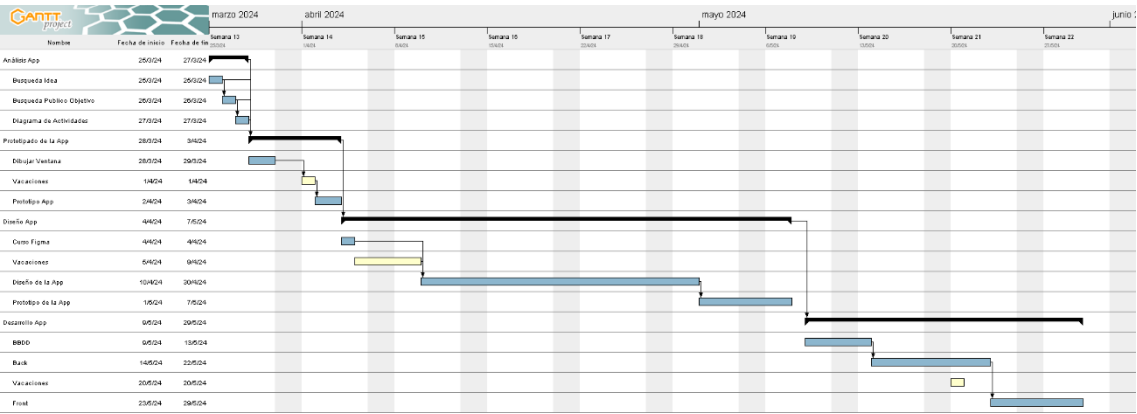 GANTT project
marzo 2024 abril 2024 mayo 2024 junio 2
Nombre Fecha de inicio Fecha de fin
Semana 13 Semana 14 Semana 15 Semana 16 Semana 17 Semana 18 Semana 19 Semana 20 Semana 21 Semana 22
Análisis App 25/3/24 27/3/24
Busqueda Idea 25/3/24 25/3/24
Busqueda Publico Objetivo 26/3/24 26/3/24
Diagrama de Actividades 27/3/24 27/3/24
Prototipado de la App 28/3/24 3/4/24
Dibujar Ventana 28/3/24 29/3/24
Vacaciones 1/4/24 1/4/24
Prototipo App 2/4/24 3/4/24
Diseño App 4/4/24 7/5/24
Curso Figma 4/4/24 4/4/24
Vacaciones 5/4/24 9/4/24
Diseño de la App 10/4/24 30/4/24
Prototipo de la App 1/5/24 7/5/24
Desarrollo App 9/5/24 29/5/24
BBDD 9/5/24 13/5/24
Back 14/5/24 22/5/24
Vacaciones 20/5/24 20/5/24
Front 23/5/24 29/5/24